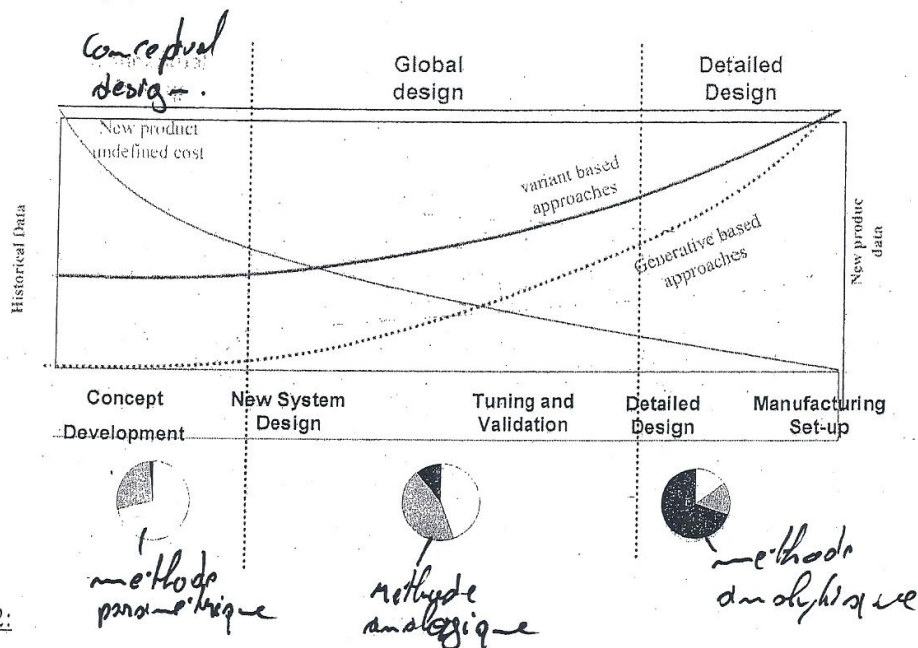 Conceptual
design.
Global
design
Detailed
Design
New product
undefined cost
variant based
approaches
Generative based
approaches
Historical Data
New produc
data
Concept
Development
New System
Design
Tuning and
Validation
Detailed
Design
Manufacturing
Set-up
méthode
paramétrique
Méthode
analogique
méthode
analytique
2: